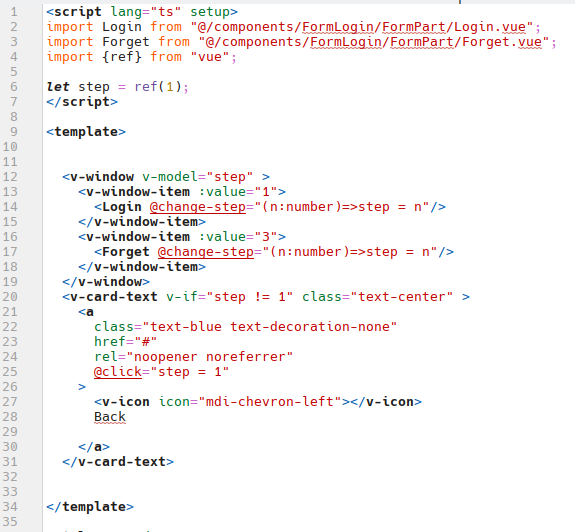 1 <script lang="ts" setup>
2 import Login from "@/components/FormLogin/FormPart/Login.vue";
3 import Forget from "@/components/FormLogin/FormPart/Forget.vue";
4 import {ref} from "vue";
5
6 let step = ref(1);
7 </script>
8
9 <template>
10
11
12 <v-window v-model="step" >
13 <v-window-item :value="1">
14 <Login @change-step="(n:number)=>step = n"/>
15 </v-window-item>
16 <v-window-item :value="3">
17 <Forget @change-step="(n:number)=>step = n"/>
18 </v-window-item>
19 </v-window>
20 <v-card-text v-if="step != 1" class="text-center" >
21 <a
22 class="text-blue text-decoration-none"
23 href="#"
24 rel="noopener noreferrer"
25 @click="step = 1"
26 >
27 <v-icon icon="mdi-chevron-left"></v-icon>
28 Back
29
30 </a>
31 </v-card-text>
32
33
34 </template>
35